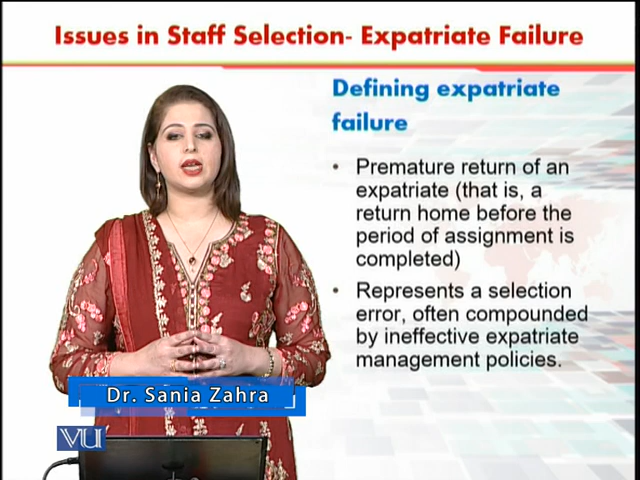 Issues in Staff Selection- Expatriate Failure
Defining expatriate
failure
• Premature return of an
expatriate (that is, a
return home before the
period of assignment is
completed)
• Represents a selection
error, often compounded
by ineffective expatriate
management policies.
Dr. Sania Zahra
VU